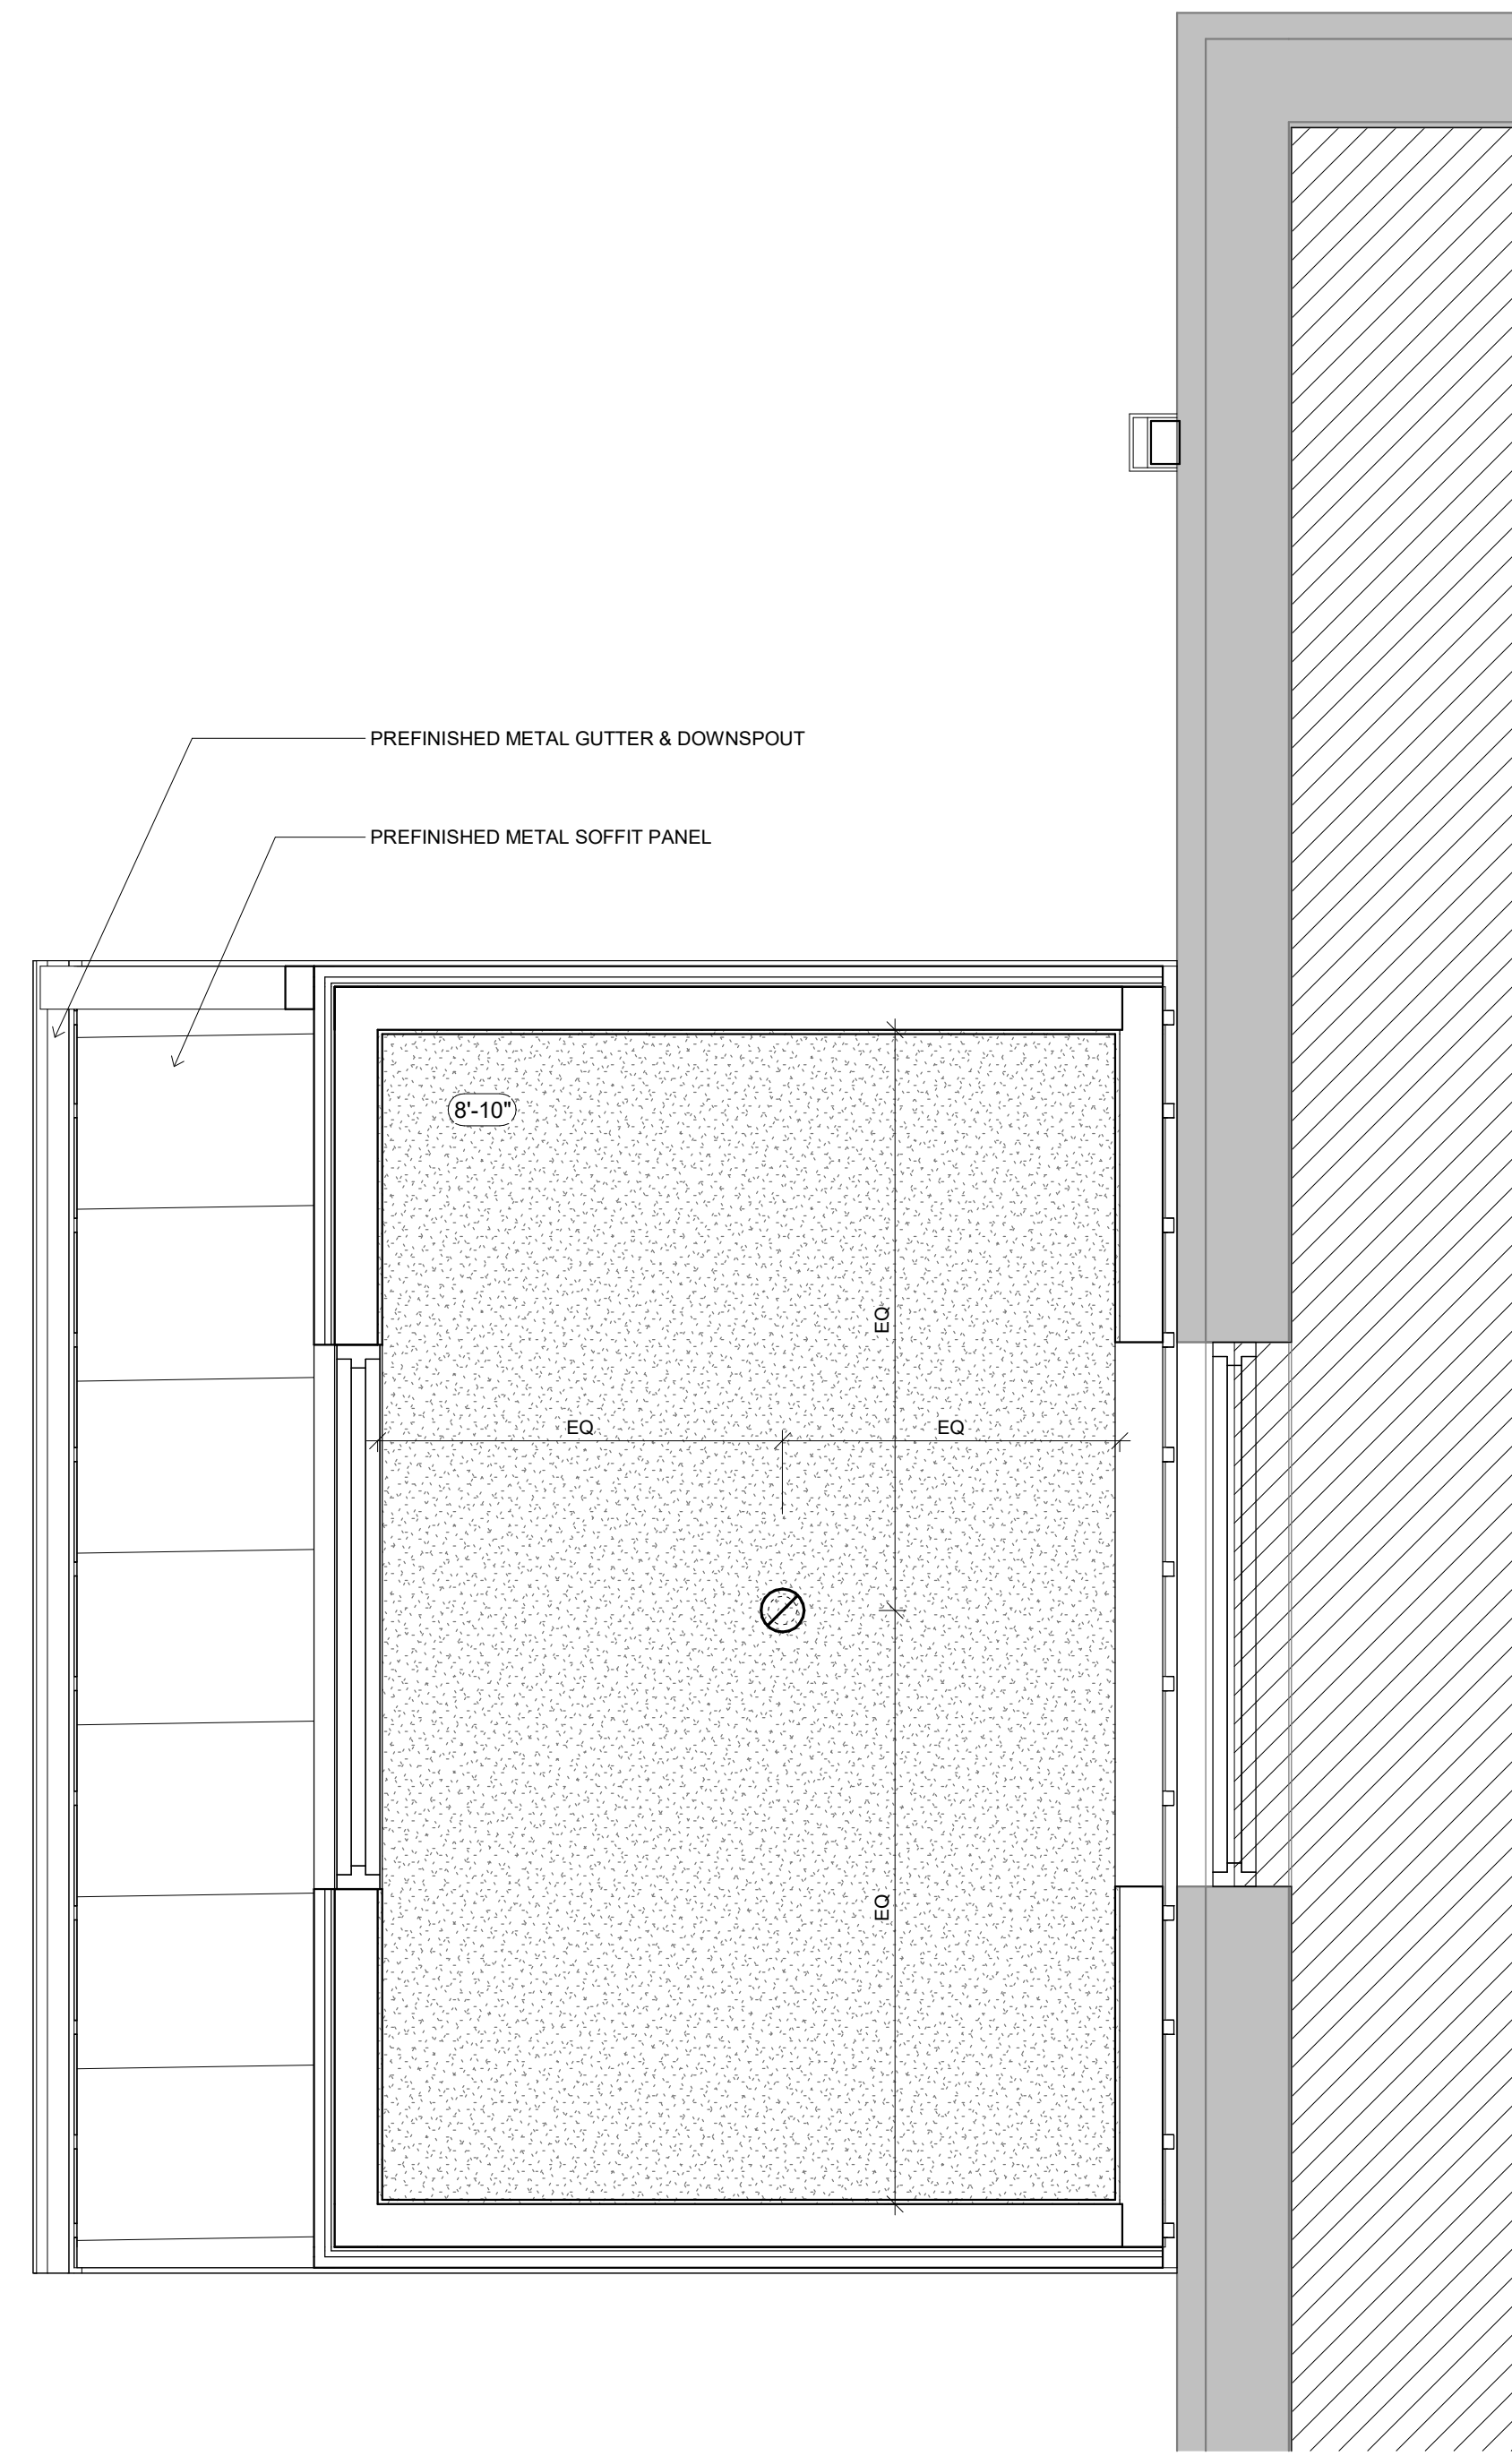 PREFINISHED METAL GUTTER & DOWNSPOUT
PREFINISHED METAL SOFFIT PANEL
8'-10"
EQ
EQ
EQ
EQ